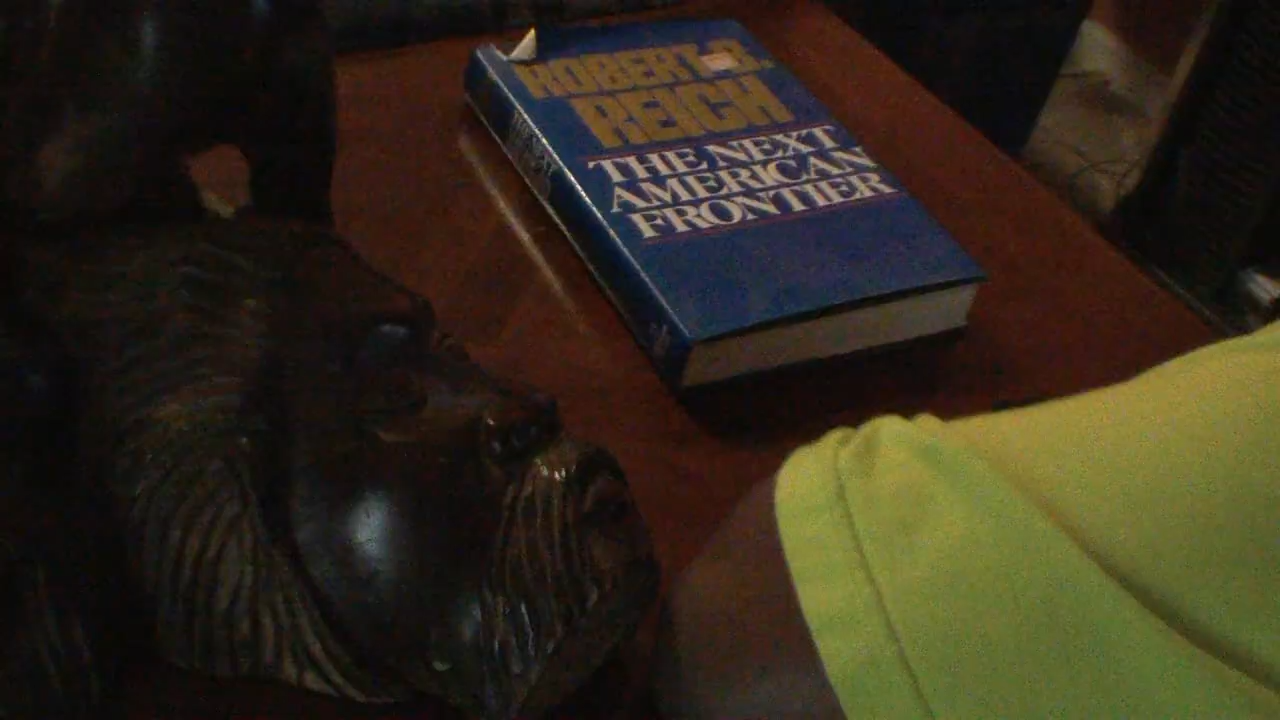 ROBERT B.
REICH
THE NEXT
AMERICAN
FRONTIER